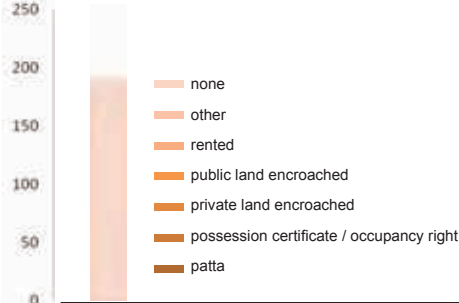 250
200
150
100
50
0
none
other
rented
public land encroached
private land encroached
possession certificate / occupancy right
patta